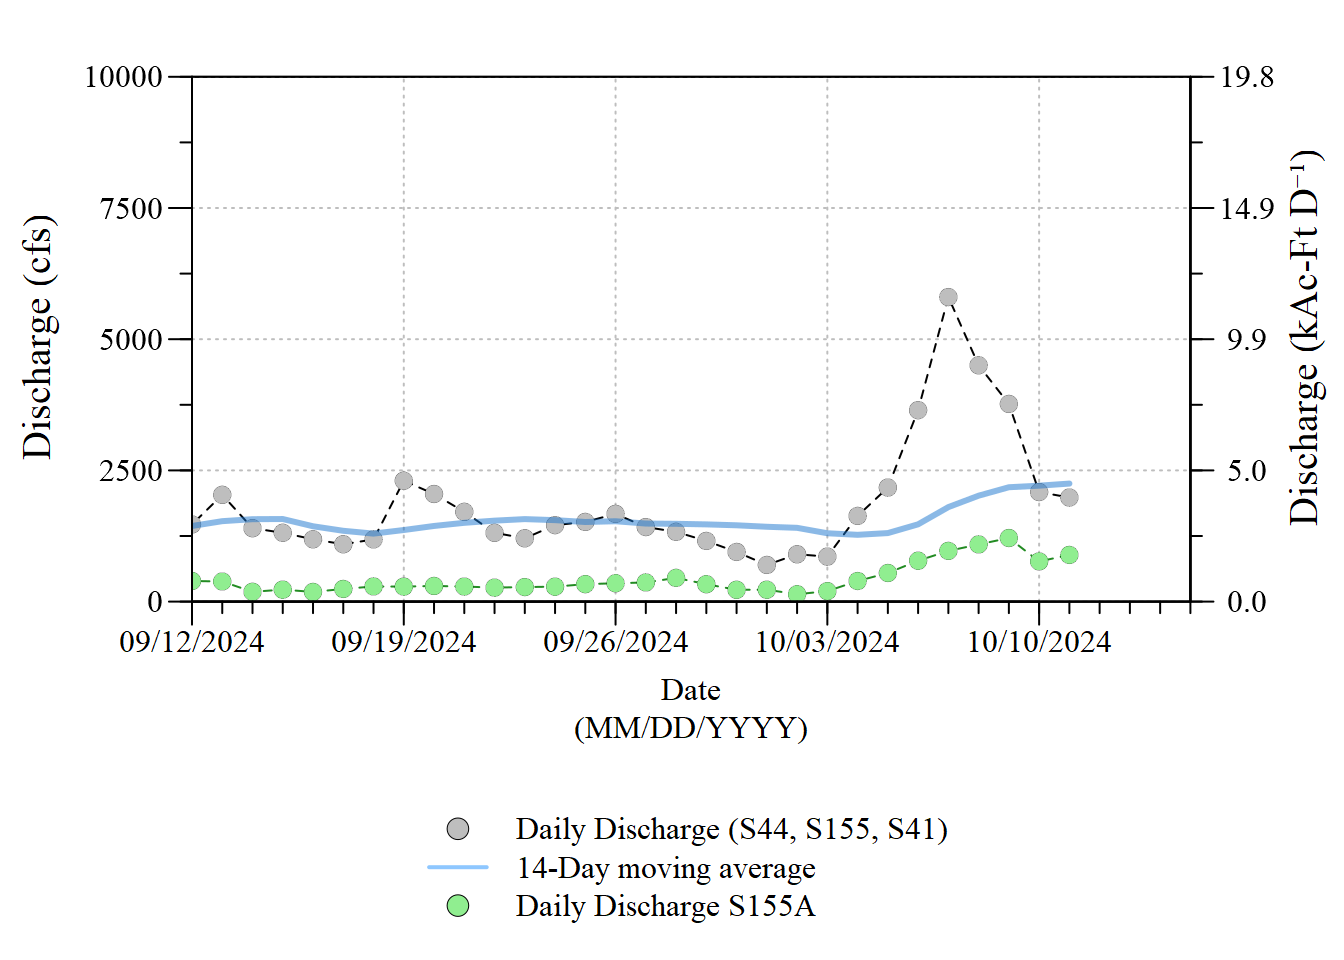 10000
7500
5000
2500
0
Discharge (cfs)
19.8
14.9
9.9
5.0
0.0
Discharge (kAc-Ft D⁻¹)
09/12/2024 09/19/2024 09/26/2024 10/03/2024 10/10/2024
Date
(MM/DD/YYYY)
Daily Discharge (S44, S155, S41)
14-Day moving average
Daily Discharge S155A